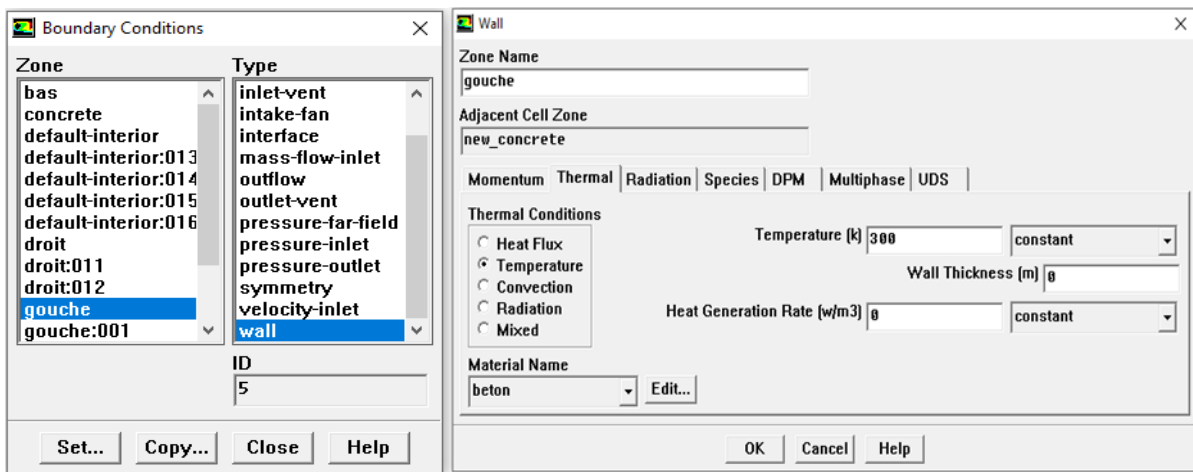 Boundary Conditions
Zone
Type
bas
concrete
default-interior
default-interior:013
default-interior:014
default-interior:015
default-interior:016
droit
droit:011
droit:012
gouche
gouche:001
inlet-vent
intake-fan
interface
mass-flow-inlet
outflow
outlet-vent
pressure-far-field
pressure-inlet
pressure-outlet
symmetry
velocity-inlet
wall
ID
5
Set... Copy... Close Help
Wall
Zone Name
gouche
Adjacent Cell Zone
new_concrete
Momentum Thermal Radiation Species DPM Multiphase UDS
Thermal Conditions
Heat Flux
Temperature
Convection
Radiation
Mixed
Temperature (k) 300 constant
Wall Thickness (m) 0
Heat Generation Rate (w/m3) 0 constant
Material Name
beton Edit...
OK Cancel Help